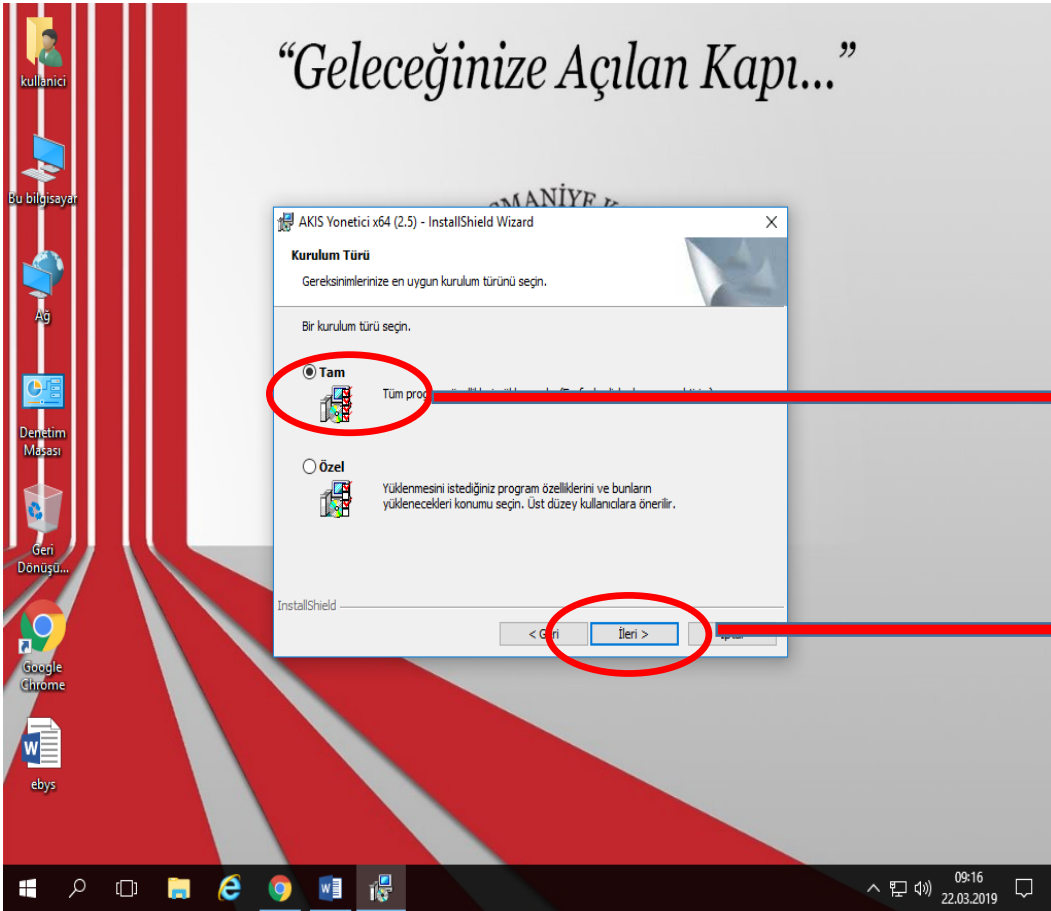 “Geleceğinize Açılan Kapı...”
kullanici
Bu bilgisayar
Ağ
Denetim
Masası
Geri
Dönüşü...
Google
Chrome
ebys
AKIS Yonetici x64 (2.5) - InstallShield Wizard
Kurulum Türü
Gereksinimlerinize en uygun kurulum türünü seçin.
Bir kurulum türü seçin.
Tam
Tüm
Özel
Yüklenmesini istediğiniz program özelliklerini ve bunların
yüklenecekleri konumu seçin. Üst düzey kullanıcılara önerilir.
InstallShield
< Geri
İleri >
09:16
22.03.2019